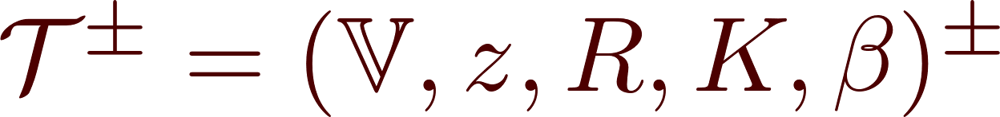 𝒯^± = (𝕍, z, R, K, β)^±